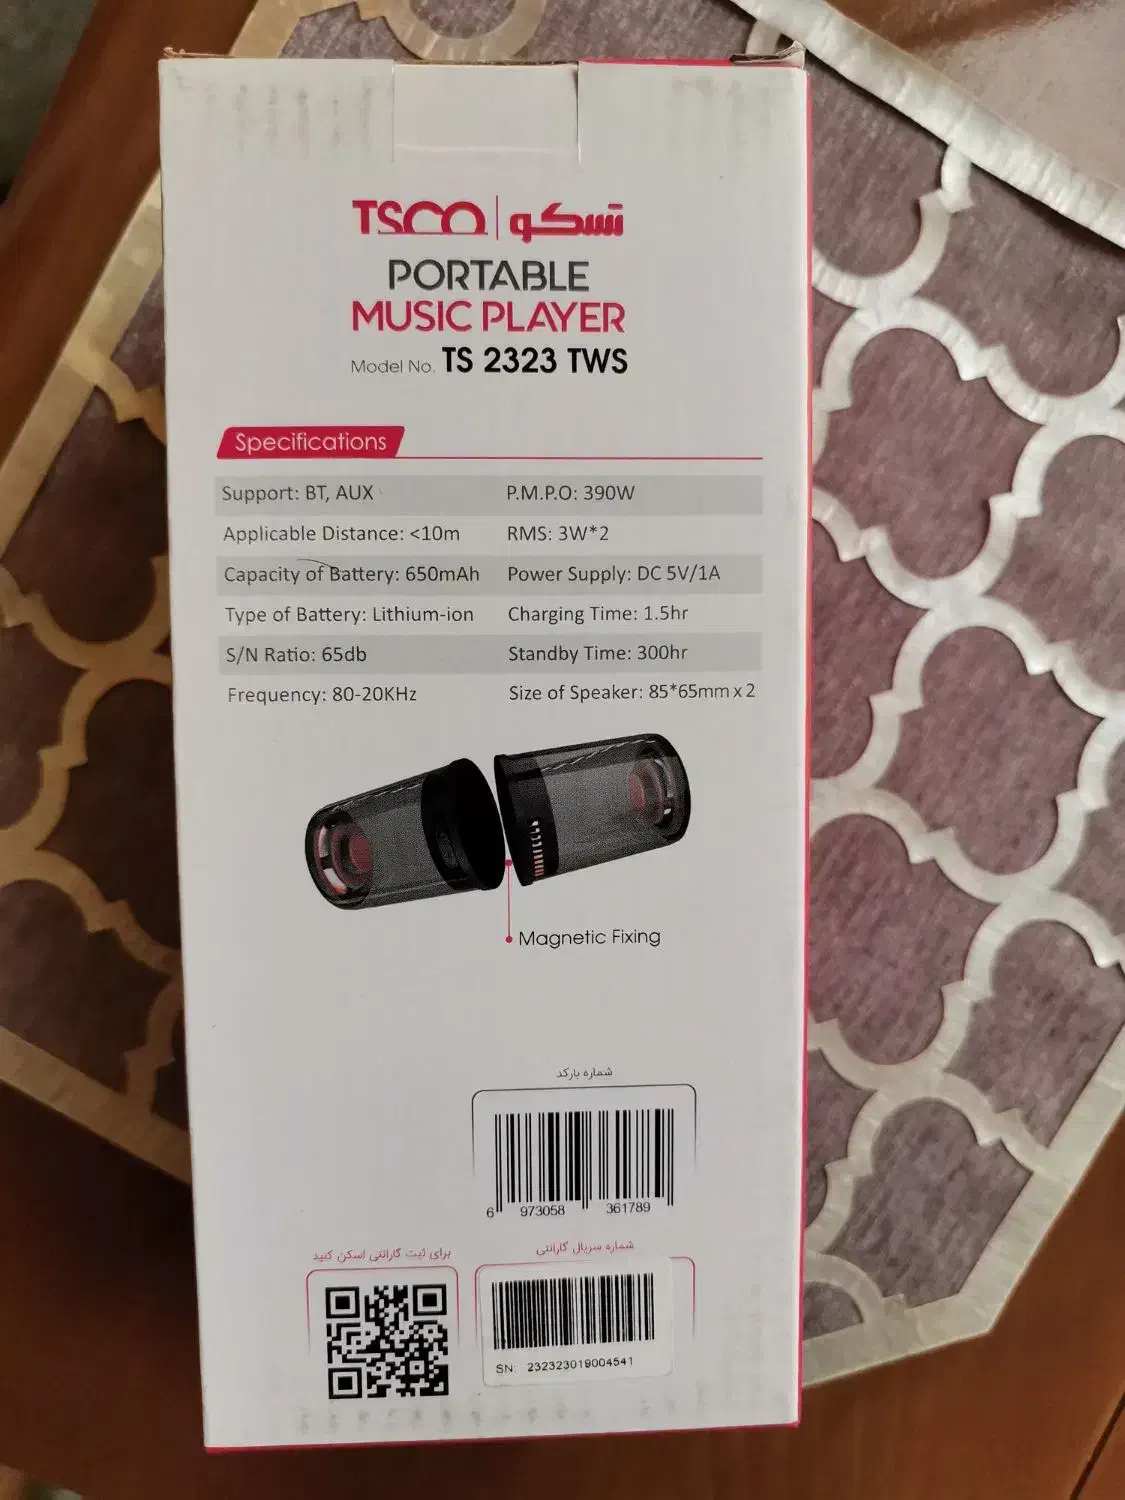 TSCO | تسکو
PORTABLE
MUSIC PLAYER
Model No. TS 2323 TWS
Specifications
Support: BT, AUX P.M.P.O: 390W
Applicable Distance: <10m RMS: 3W*2
Capacity of Battery: 650mAh Power Supply: DC 5V/1A
Type of Battery: Lithium-ion Charging Time: 1.5hr
S/N Ratio: 65db Standby Time: 300hr
Frequency: 80-20KHz Size of Speaker: 85*65mm x 2
Magnetic Fixing
شماره بارکد
6 973058 361789
برای ثبت گارانتی اسکن کنید
شماره سریال گارانتی
SN: 232323019004541